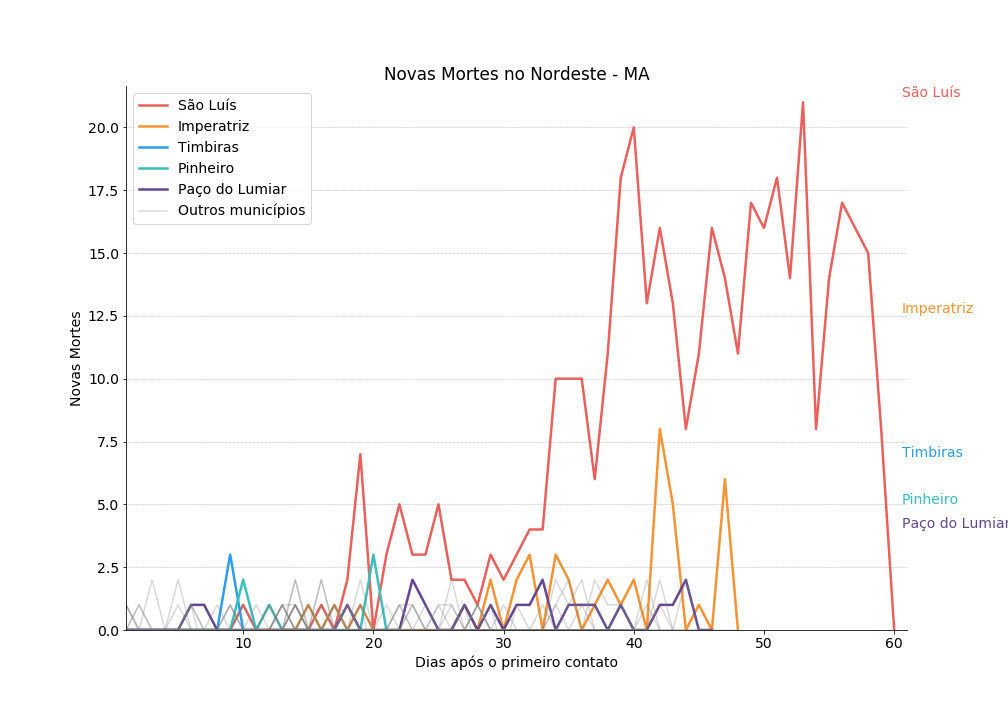 Novas Mortes no Nordeste - MA
São Luís
Imperatriz
Timbiras
Pinheiro
Paço do Lumiar
Outros municípios
São Luís
Imperatriz
Timbiras
Pinheiro
Paço do Lumiar
Novas Mortes
20.0
17.5
15.0
12.5
10.0
7.5
5.0
2.5
0.0
10 20 30 40 50 60
Dias após o primeiro contato